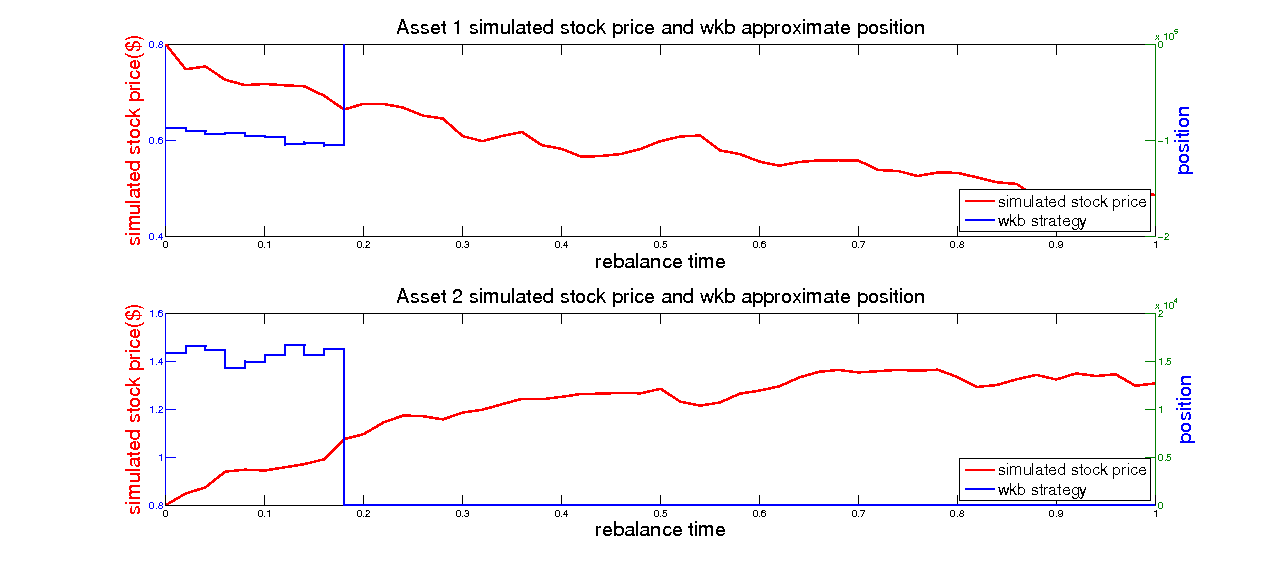 Asset 1 simulated stock price and wkb approximate position
x 10^5
simulated stock price($)
0.8
0.6
0.4
0
-1
-2
position
simulated stock price
wkb strategy
0 0.1 0.2 0.3 0.4 0.5 0.6 0.7 0.8 0.9 1
rebalance time
Asset 2 simulated stock price and wkb approximate position
x 10^4
simulated stock price($)
1.6
1.4
1.2
1
0.8
2
1.5
1
0.5
0
position
simulated stock price
wkb strategy
0 0.1 0.2 0.3 0.4 0.5 0.6 0.7 0.8 0.9 1
rebalance time